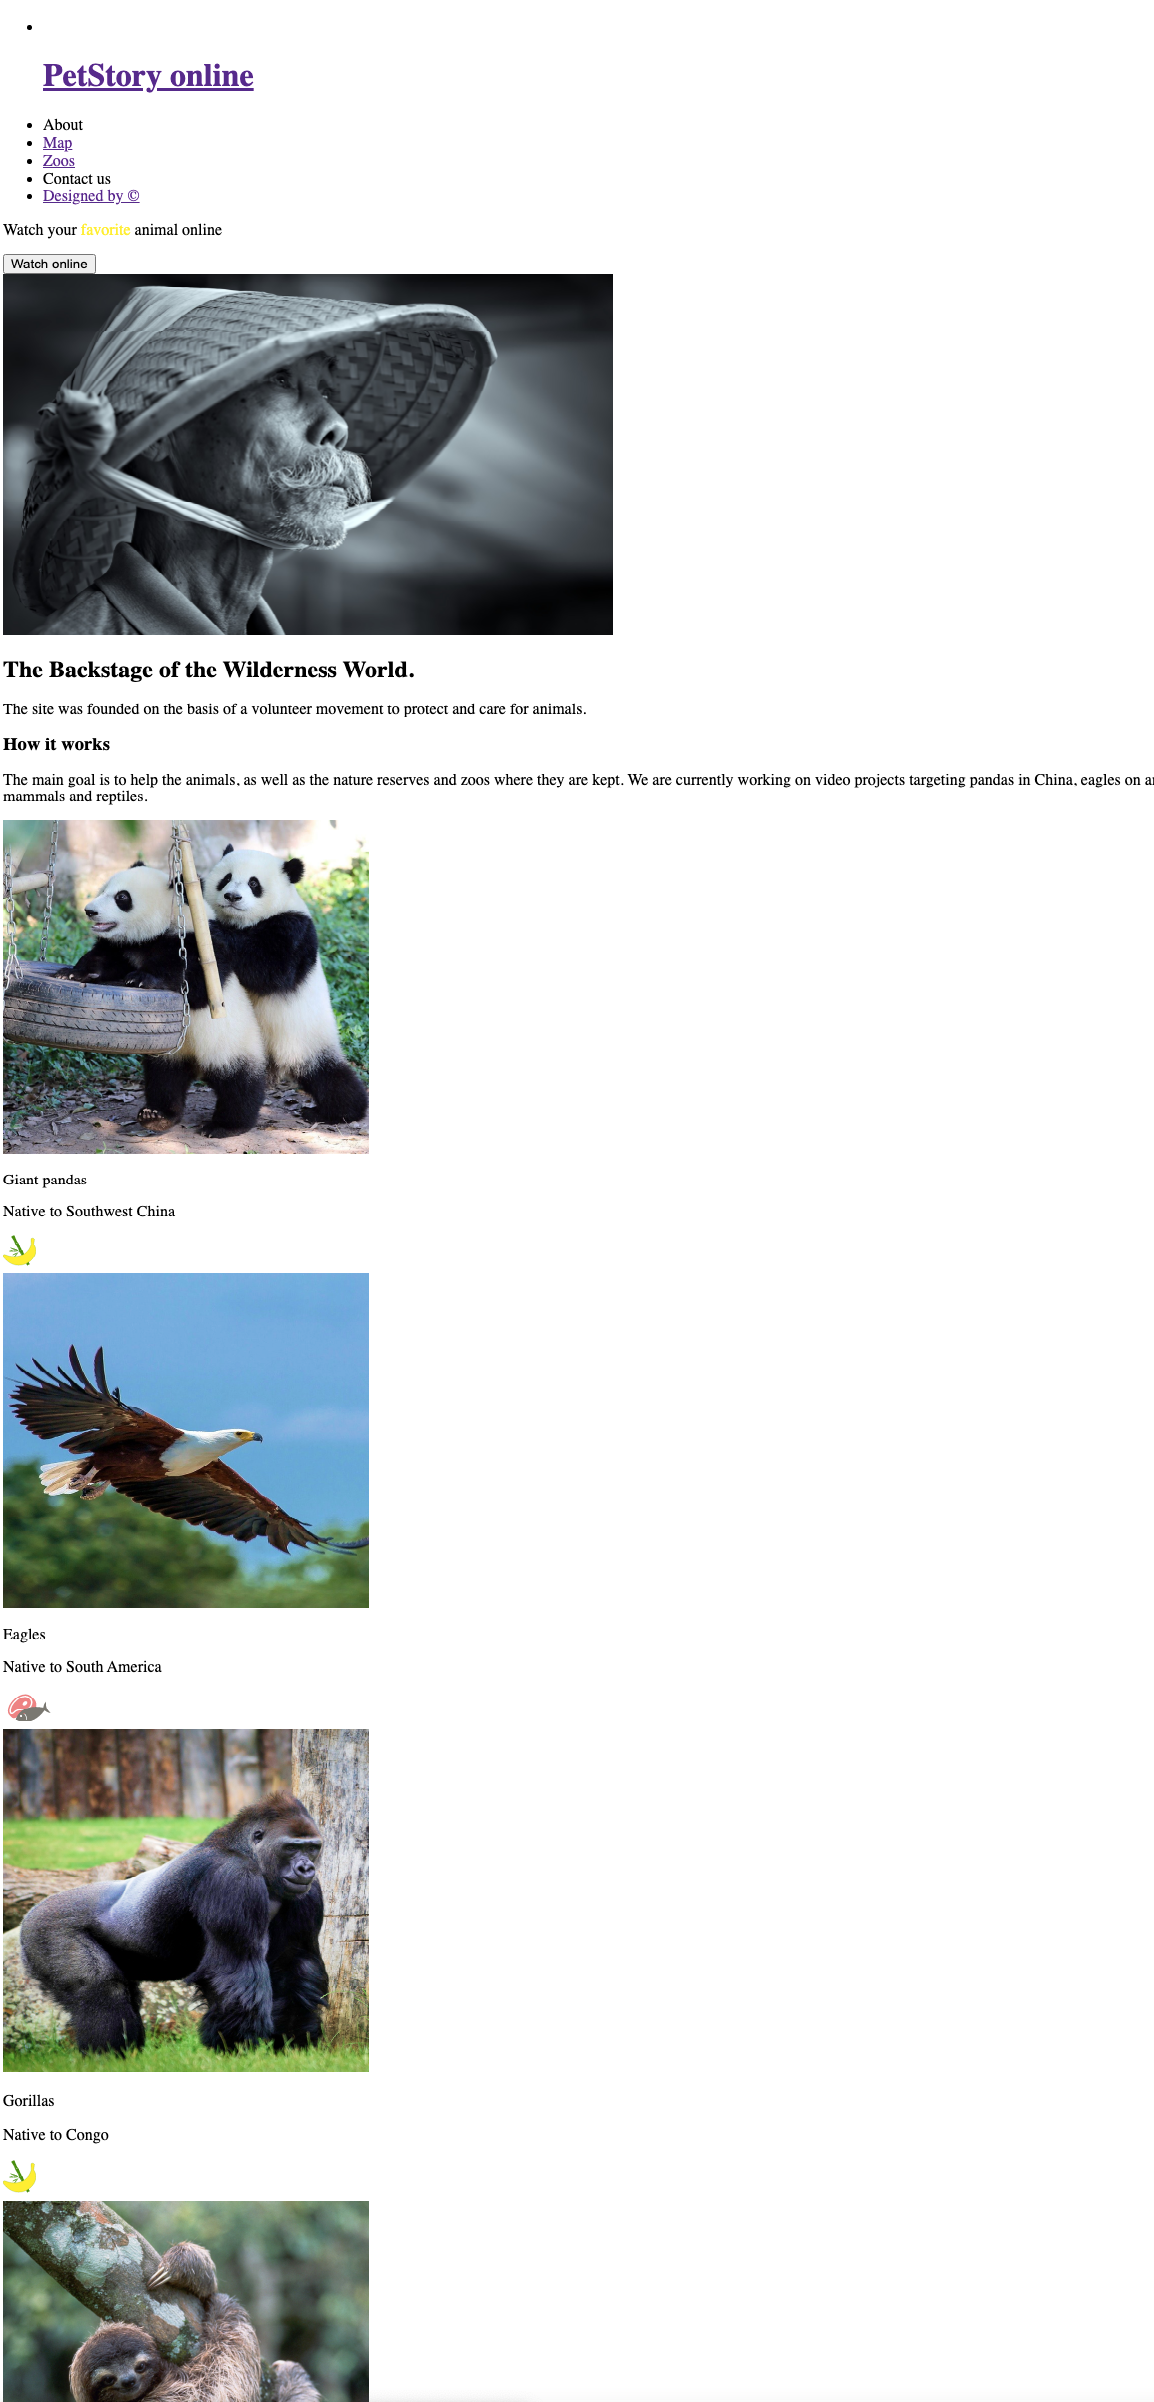 PetStory online
About
Map
Zoos
Contact us
Designed by ©
Watch your favorite animal online
Watch online
The Backstage of the Wilderness World.
The site was founded on the basis of a volunteer movement to protect and care for animals.
How it works
The main goal is to help the animals, as well as the nature reserves and zoos where they are kept. We are currently working on video projects targeting pandas in China, eagles on
mammals and reptiles.
Giant pandas
Native to Southwest China
Eagles
Native to South America
Gorillas
Native to Congo